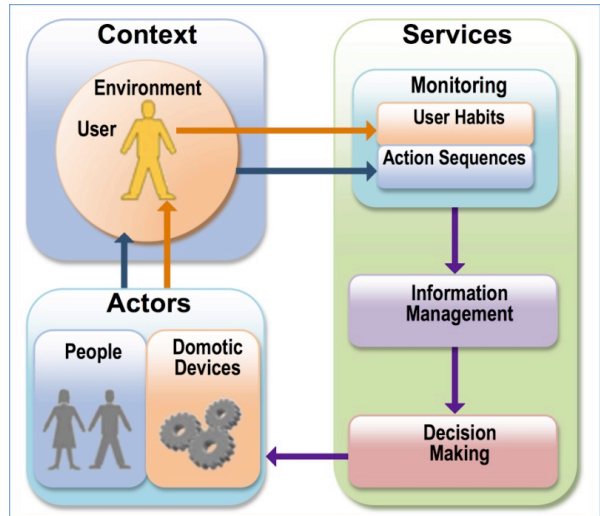 Context
Environment
User
Services
Monitoring
User Habits
Action Sequences
Information
Management
Decision
Making
Actors
People
Domotic
Devices